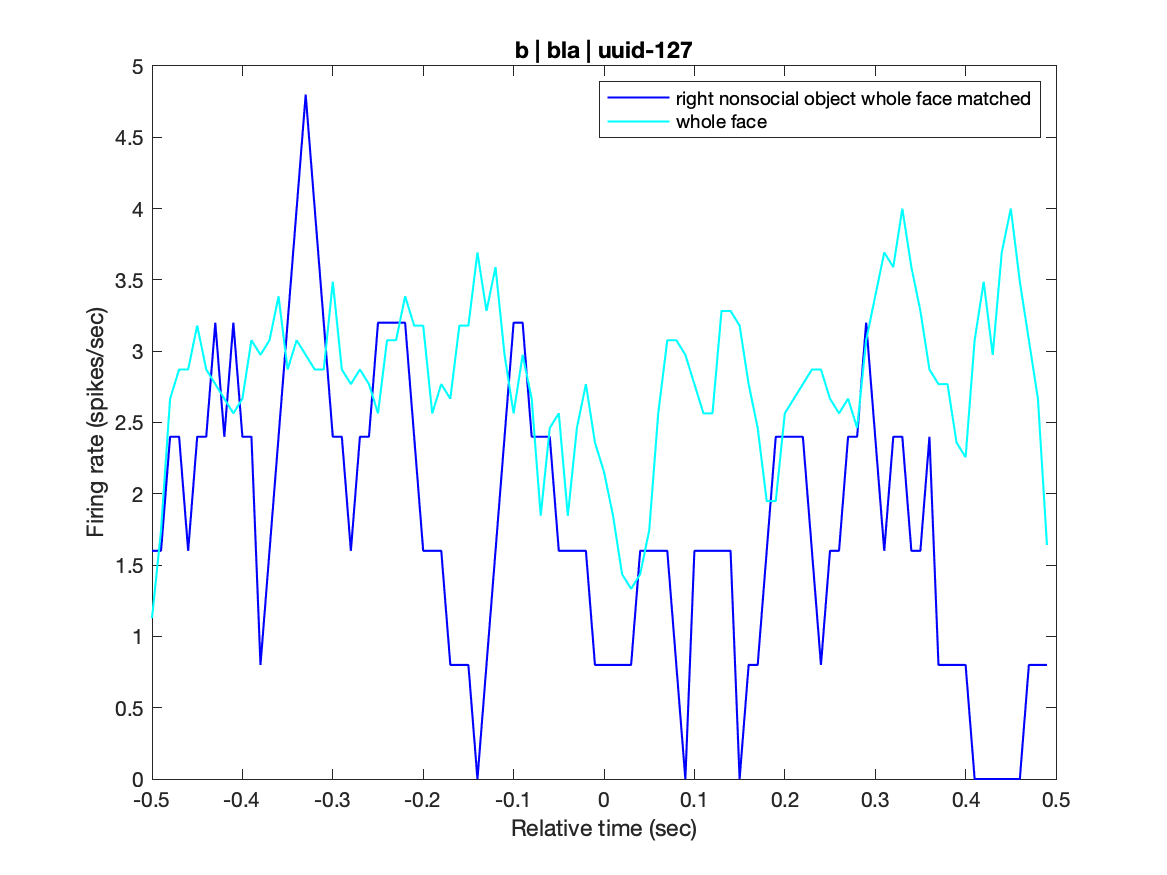 b | bla | uuid-127
right nonsocial object whole face matched
whole face
Firing rate (spikes/sec)
5
4.5
4
3.5
3
2.5
2
1.5
1
0.5
0
-0.5 -0.4 -0.3 -0.2 -0.1 0 0.1 0.2 0.3 0.4 0.5
Relative time (sec)